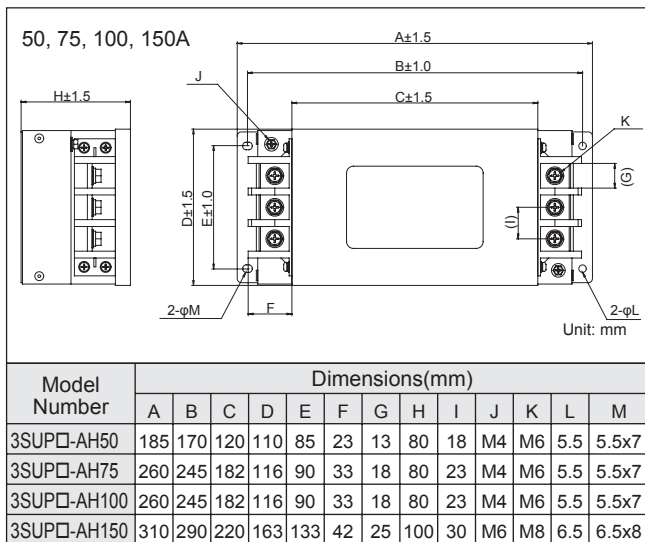 50, 75, 100, 150A
A±1.5
B±1.0
C±1.5
H±1.5
J
K
(G)
(I)
D±1.5
E±1.0
F
2-φM
2-φL
Unit: mm
Model Number Dimensions(mm)
A B C D E F G H I J K L M
3SUP□-AH50 185 170 120 110 85 23 13 80 18 M4 M6 5.5 5.5x7
3SUP□-AH75 260 245 182 116 90 33 18 80 23 M4 M6 5.5 5.5x7
3SUP□-AH100 260 245 182 116 90 33 18 80 23 M4 M6 5.5 5.5x7
3SUP□-AH150 310 290 220 163 133 42 25 100 30 M6 M8 6.5 6.5x8